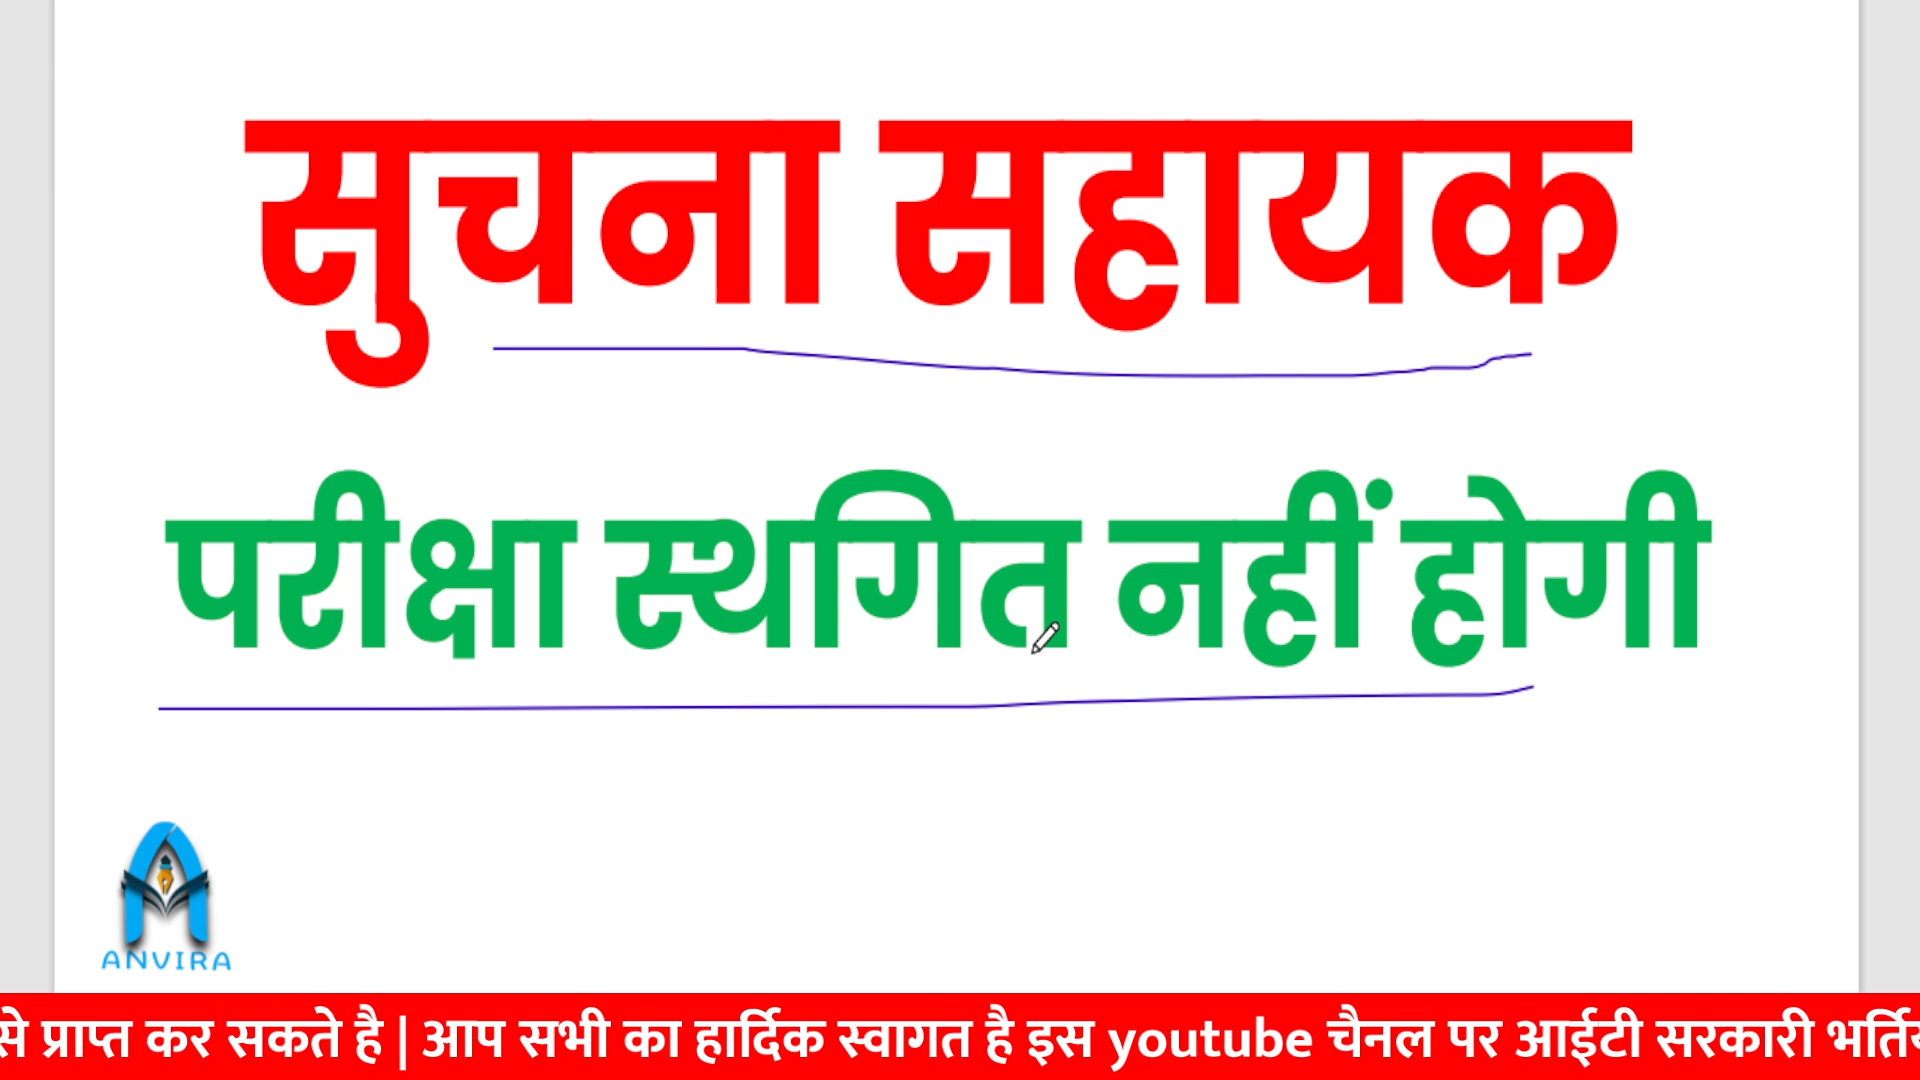 सुचना सहायक
परीक्षा स्थगित नहीं होगी
ANVIRA
से प्राप्त कर सकते है | आप सभी का हार्दिक स्वागत है इस youtube चैनल पर आईटी सरकारी